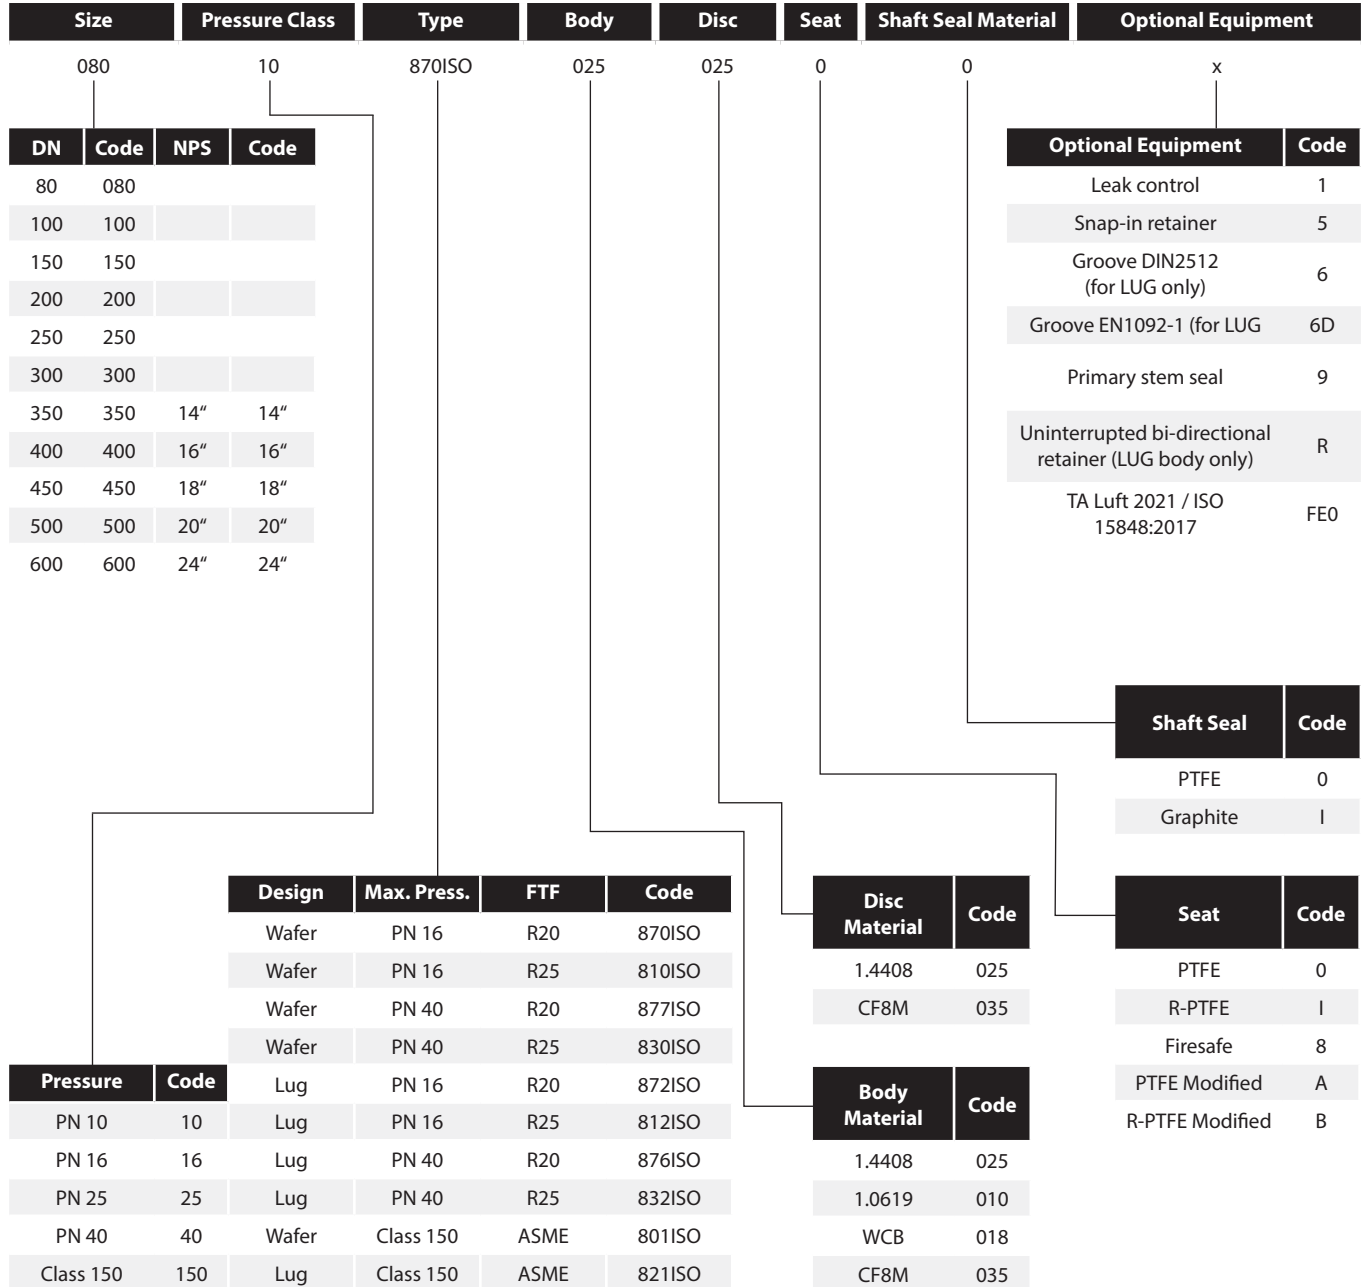 Size Pressure Class Type Body Disc Seat Shaft Seal Material Optional Equipment
080 10 870ISO 025 025 0 0 x
DN Code NPS Code
80 080
100 100
150 150
200 200
250 250
300 300
350 350 14“ 14“
400 400 16“ 16“
450 450 18“ 18“
500 500 20“ 20“
600 600 24“ 24“
Optional Equipment Code
Leak control 1
Snap-in retainer 5
Groove DIN2512
(for LUG only) 6
Groove EN1092-1 (for LUG 6D
Primary stem seal 9
Uninterrupted bi-directional
retainer (LUG body only) R
TA Luft 2021 / ISO
15848:2017 FE0
Shaft Seal Code
PTFE 0
Graphite I
Design Max. Press. FTF Code
Wafer PN 16 R20 870ISO
Wafer PN 16 R25 810ISO
Wafer PN 40 R20 877ISO
Wafer PN 40 R25 830ISO
Lug PN 16 R20 872ISO
Lug PN 16 R25 812ISO
Lug PN 40 R20 876ISO
Lug PN 40 R25 832ISO
Wafer Class 150 ASME 801ISO
Lug Class 150 ASME 821ISO
Pressure Code
PN 10 10
PN 16 16
PN 25 25
PN 40 40
Class 150 150
Disc
Material Code
1.4408 025
CF8M 035
Body
Material Code
1.4408 025
1.0619 010
WCB 018
CF8M 035
Seat Code
PTFE 0
R-PTFE I
Firesafe 8
PTFE Modified A
R-PTFE Modified B